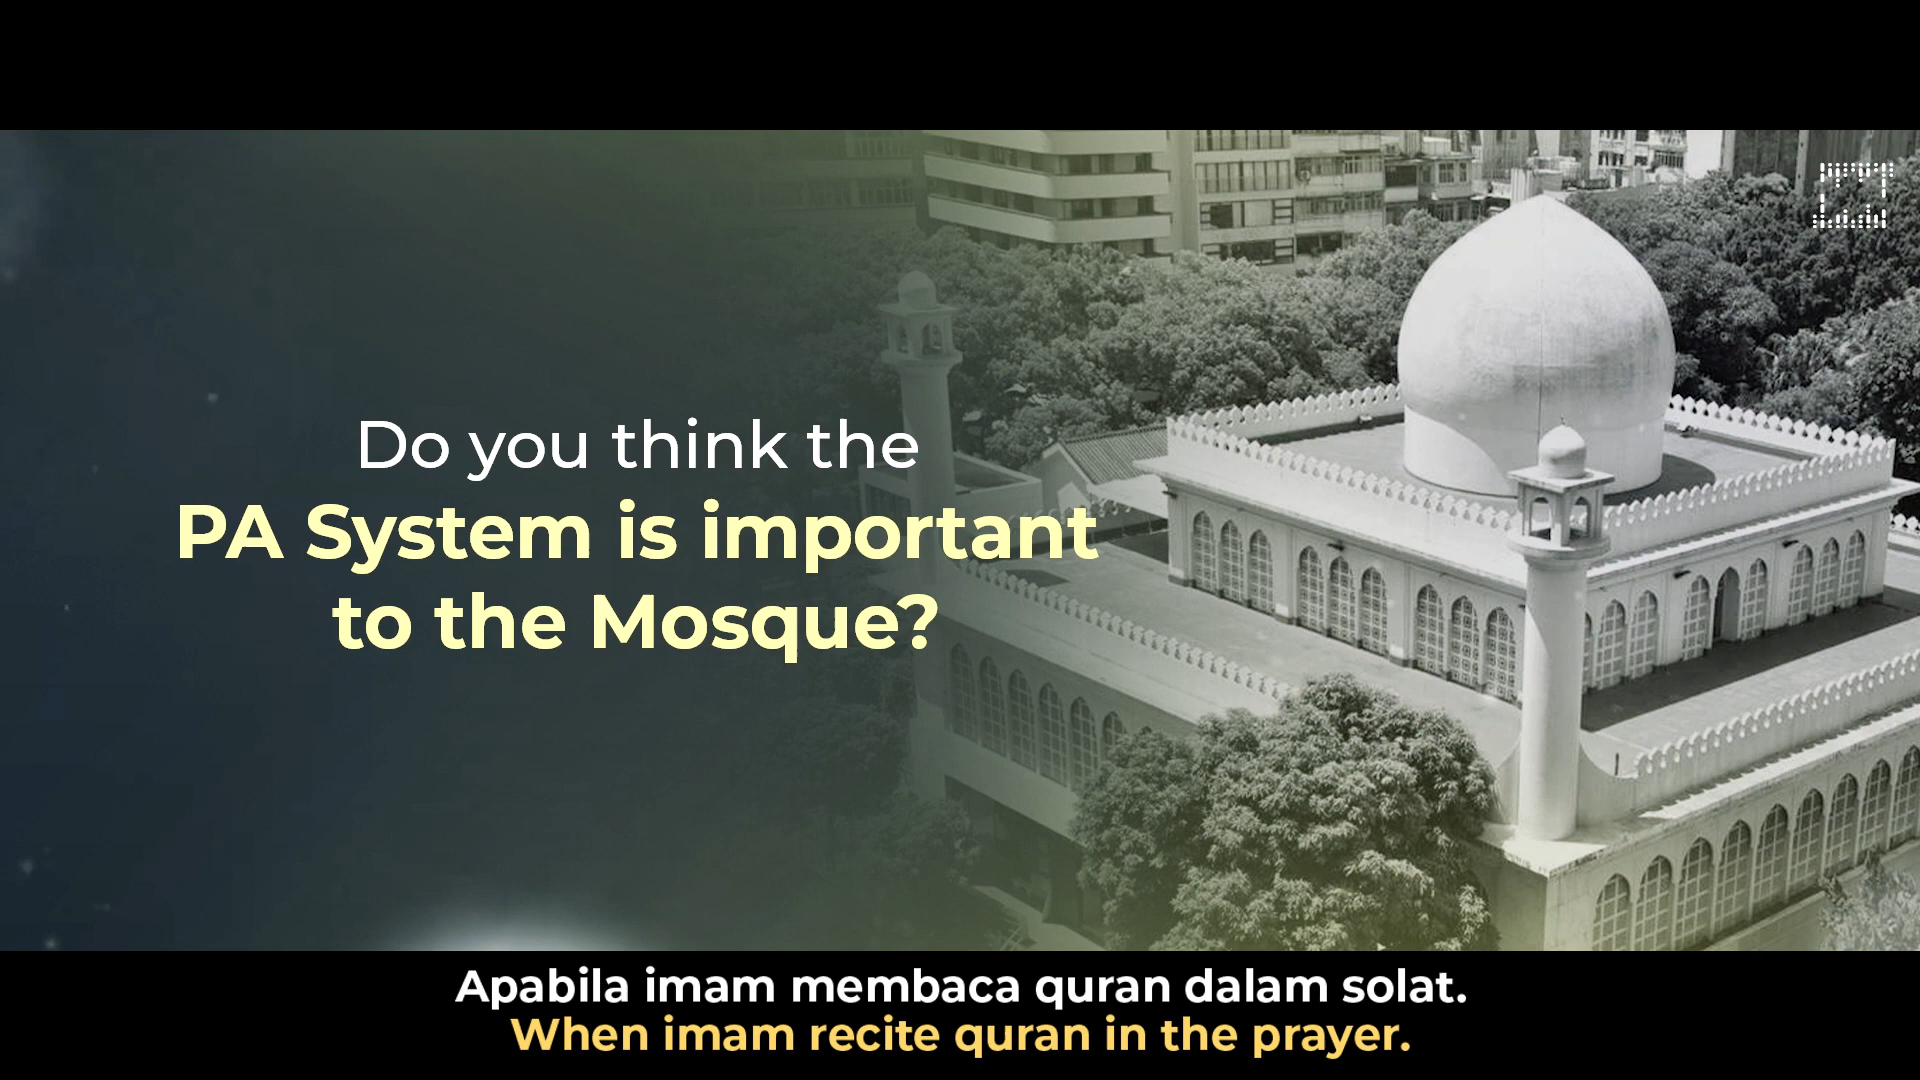 Do you think the
PA System is important
to the Mosque?
Apabila imam membaca quran dalam solat.
When imam recite quran in the prayer.